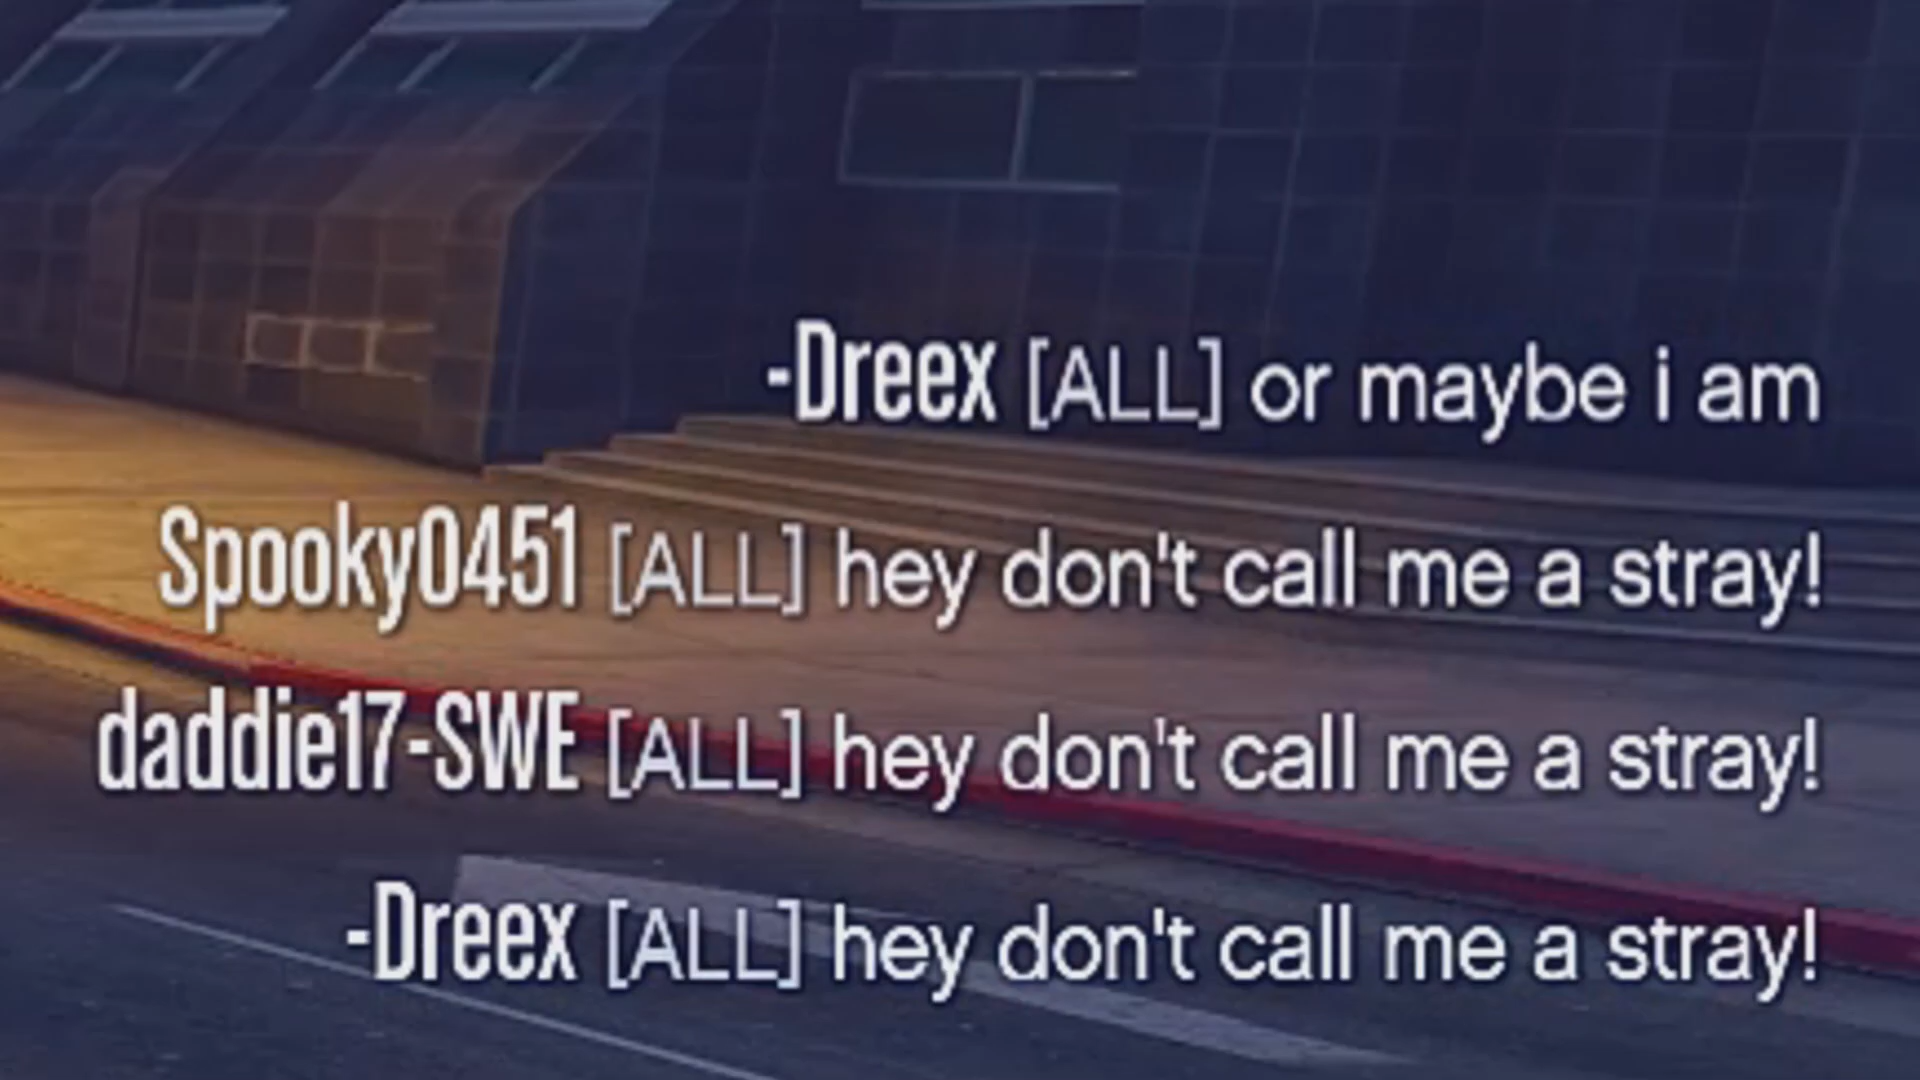 -Dreex [ALL] or maybe i am
Spooky0451 [ALL] hey don't call me a stray!
daddie17-SWE [ALL] hey don't call me a stray!
-Dreex [ALL] hey don't call me a stray!